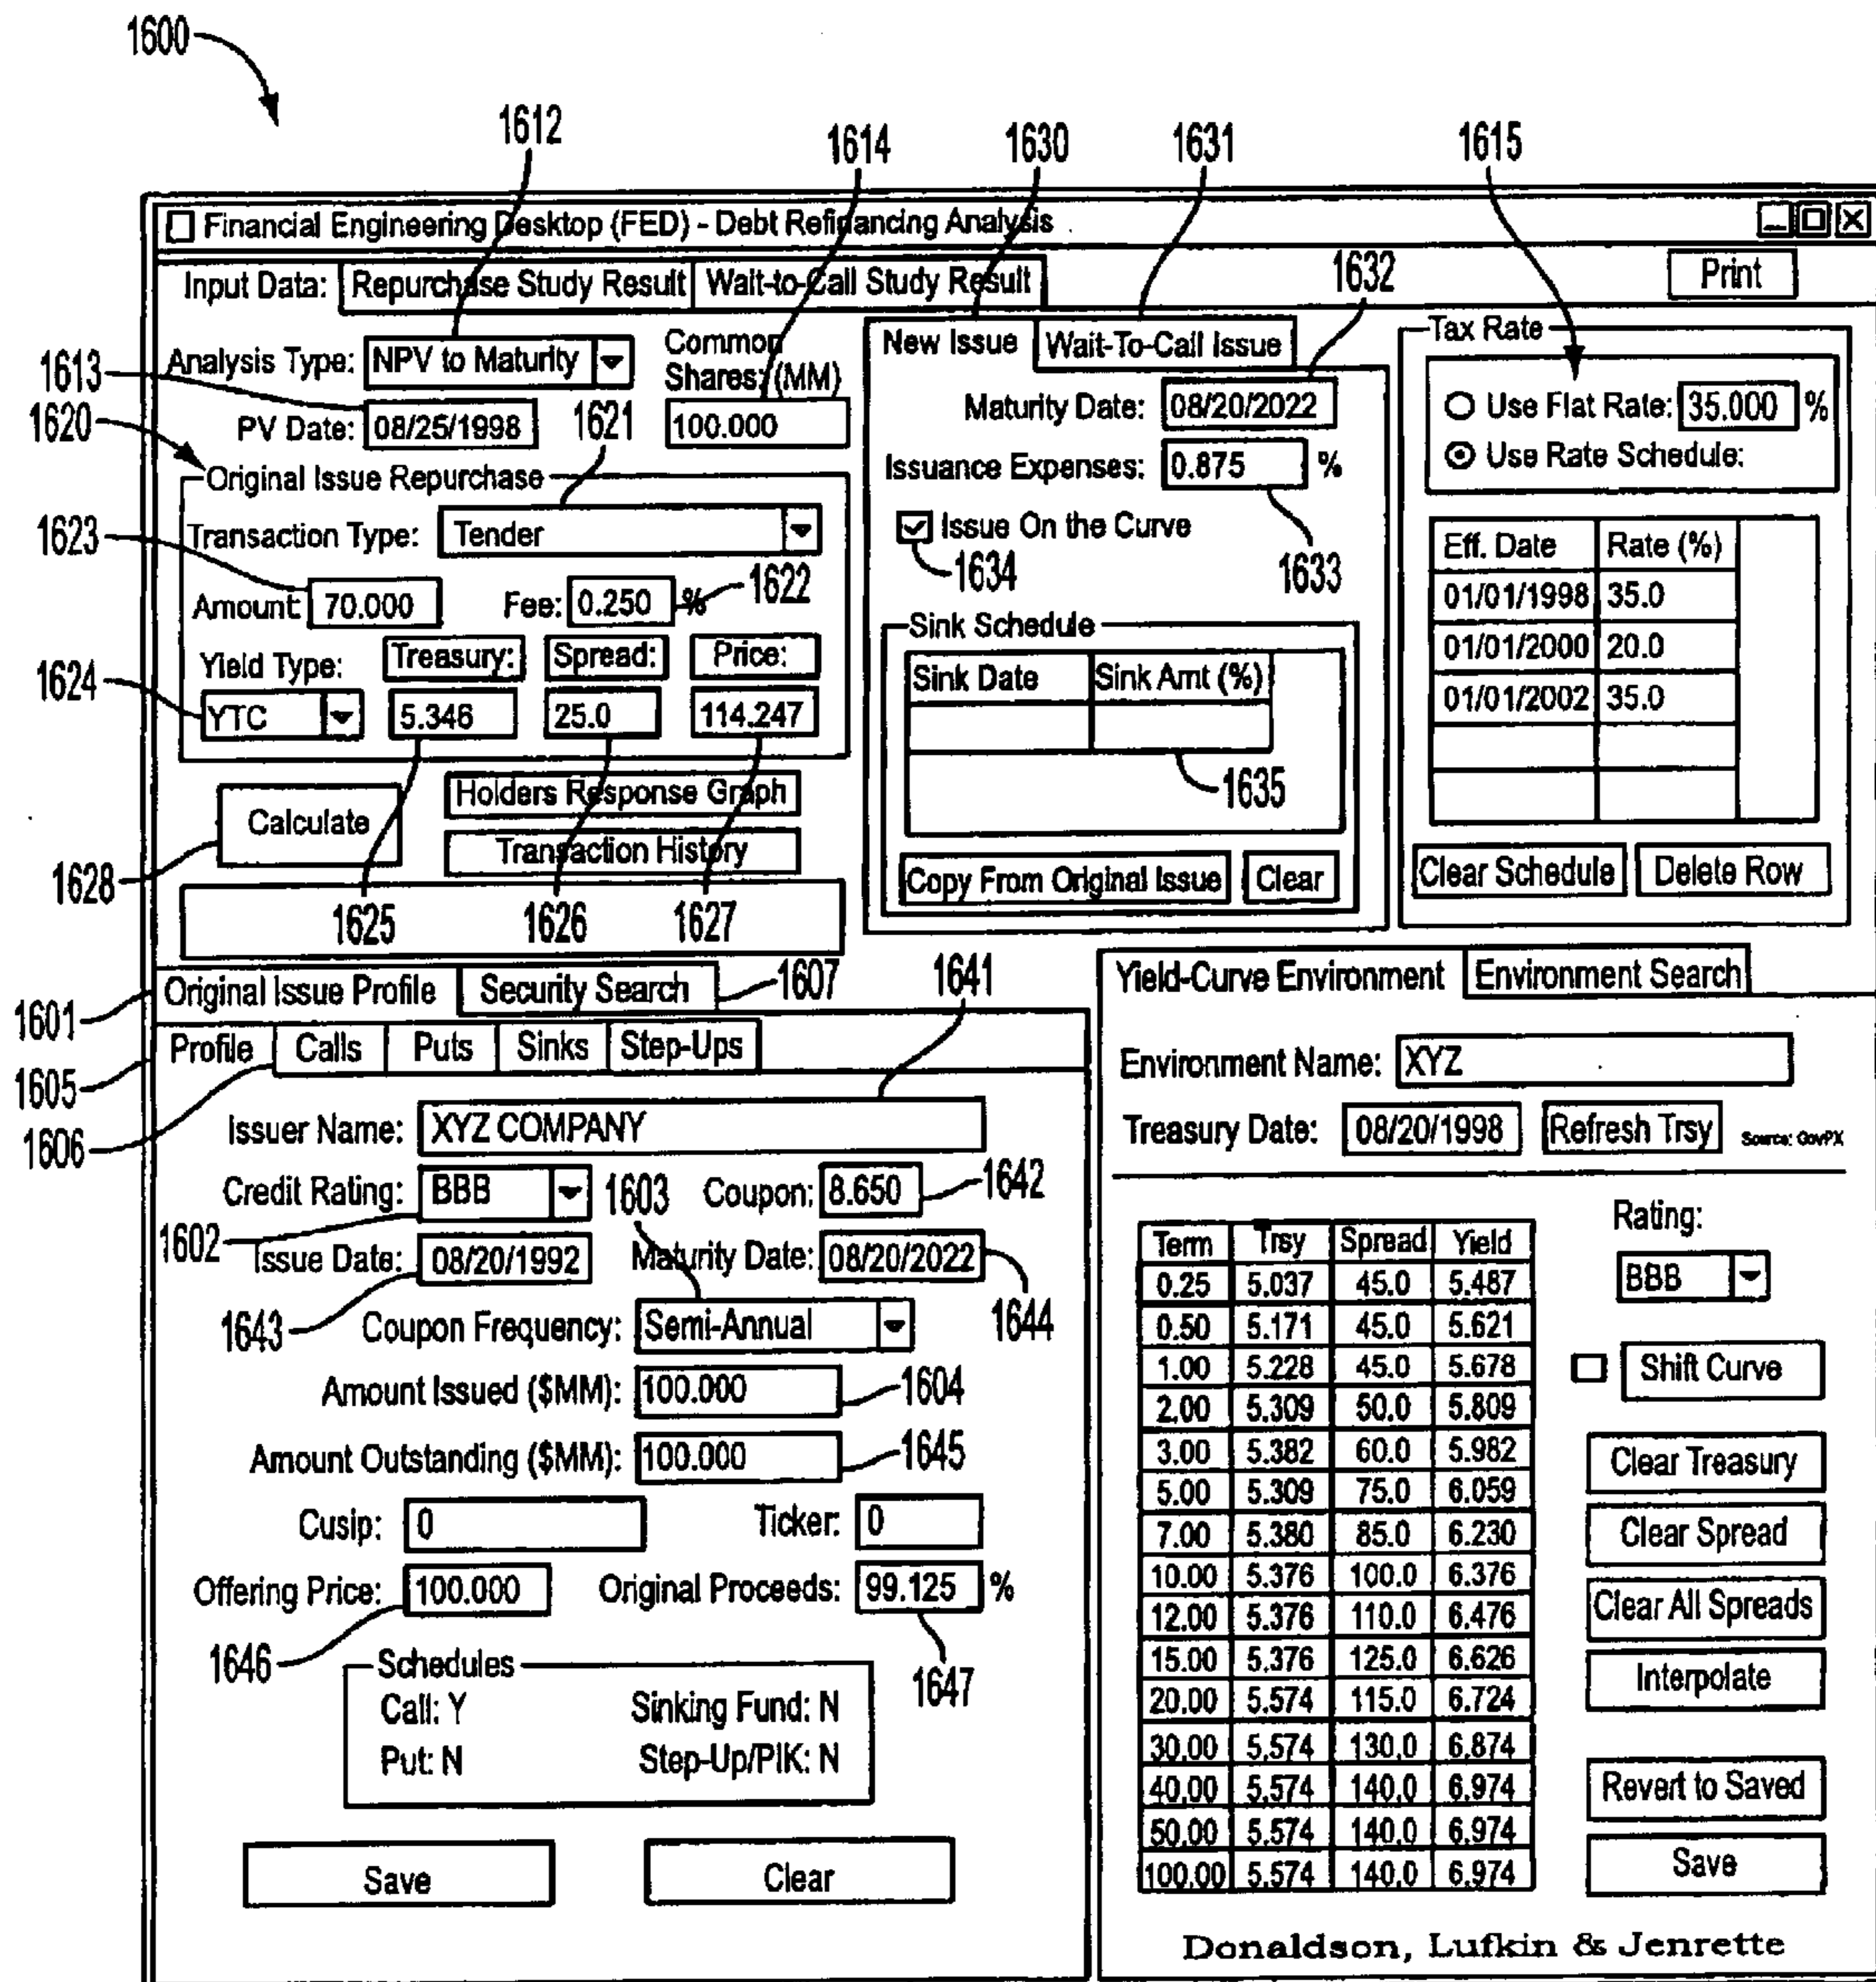 1600
1612
1614
1630
1631
1615
Financial Engineering Desktop (FED) - Debt Refinancing Analysis
Input Data: Repurchase Study Result Wait-to-Call Study Result
1632
Print
Analysis Type: NPV to Maturity
Common Shares: (MM)
1613
PV Date: 08/25/1998
1621
100.000
1620
Original Issue Repurchase
Transaction Type: Tender
1623
Amount: 70.000 Fee: 0.250 % 1622
Yield Type: Treasury: Spread: Price:
1624
YTC 5.346 25.0 114.247
Calculate
Holders Response Graph
Transaction History
1628
1625 1626 1627
New Issue Wait-To-Call Issue
Maturity Date: 08/20/2022
Issuance Expenses: 0.875 %
Issue On the Curve
1634 1633
Sink Schedule
Sink Date Sink Amt (%)
1635
Copy From Original Issue Clear
Tax Rate
Use Flat Rate: 35.000 %
Use Rate Schedule:
Eff. Date Rate (%)
01/01/1998 35.0
01/01/2000 20.0
01/01/2002 35.0
Clear Schedule Delete Row
1601
Original Issue Profile Security Search 1607 1641
1605
Profile Calls Puts Sinks Step-Ups
1606
Issuer Name: XYZ COMPANY
Credit Rating: BBB 1603 Coupon: 8.650 1642
1602
Issue Date: 08/20/1992 Maturity Date: 08/20/2022
1643
Coupon Frequency: Semi-Annual 1644
Amount Issued ($MM): 100.000 1604
Amount Outstanding ($MM): 100.000 1645
Cusip: 0 Ticker: 0
Offering Price: 100.000 Original Proceeds: 99.125 %
1646 1647
Schedules
Call: Y Sinking Fund: N
Put: N Step-Up/PIK: N
Save Clear
Yield-Curve Environment Environment Search
Environment Name: XYZ
Treasury Date: 08/20/1998 Refresh Trsy Source: GovPX
Term Trsy Spread Yield
0.25 5.037 45.0 5.487
0.50 5.171 45.0 5.621
1.00 5.228 45.0 5.678
2.00 5.309 50.0 5.809
3.00 5.382 60.0 5.982
5.00 5.309 75.0 6.059
7.00 5.380 85.0 6.230
10.00 5.376 100.0 6.376
12.00 5.376 110.0 6.476
15.00 5.376 125.0 6.626
20.00 5.574 115.0 6.724
30.00 5.574 130.0 6.874
40.00 5.574 140.0 6.974
50.00 5.574 140.0 6.974
100.00 5.574 140.0 6.974
Rating:
BBB
Shift Curve
Clear Treasury
Clear Spread
Clear All Spreads
Interpolate
Revert to Saved
Save
Donaldson, Lufkin & Jenrette